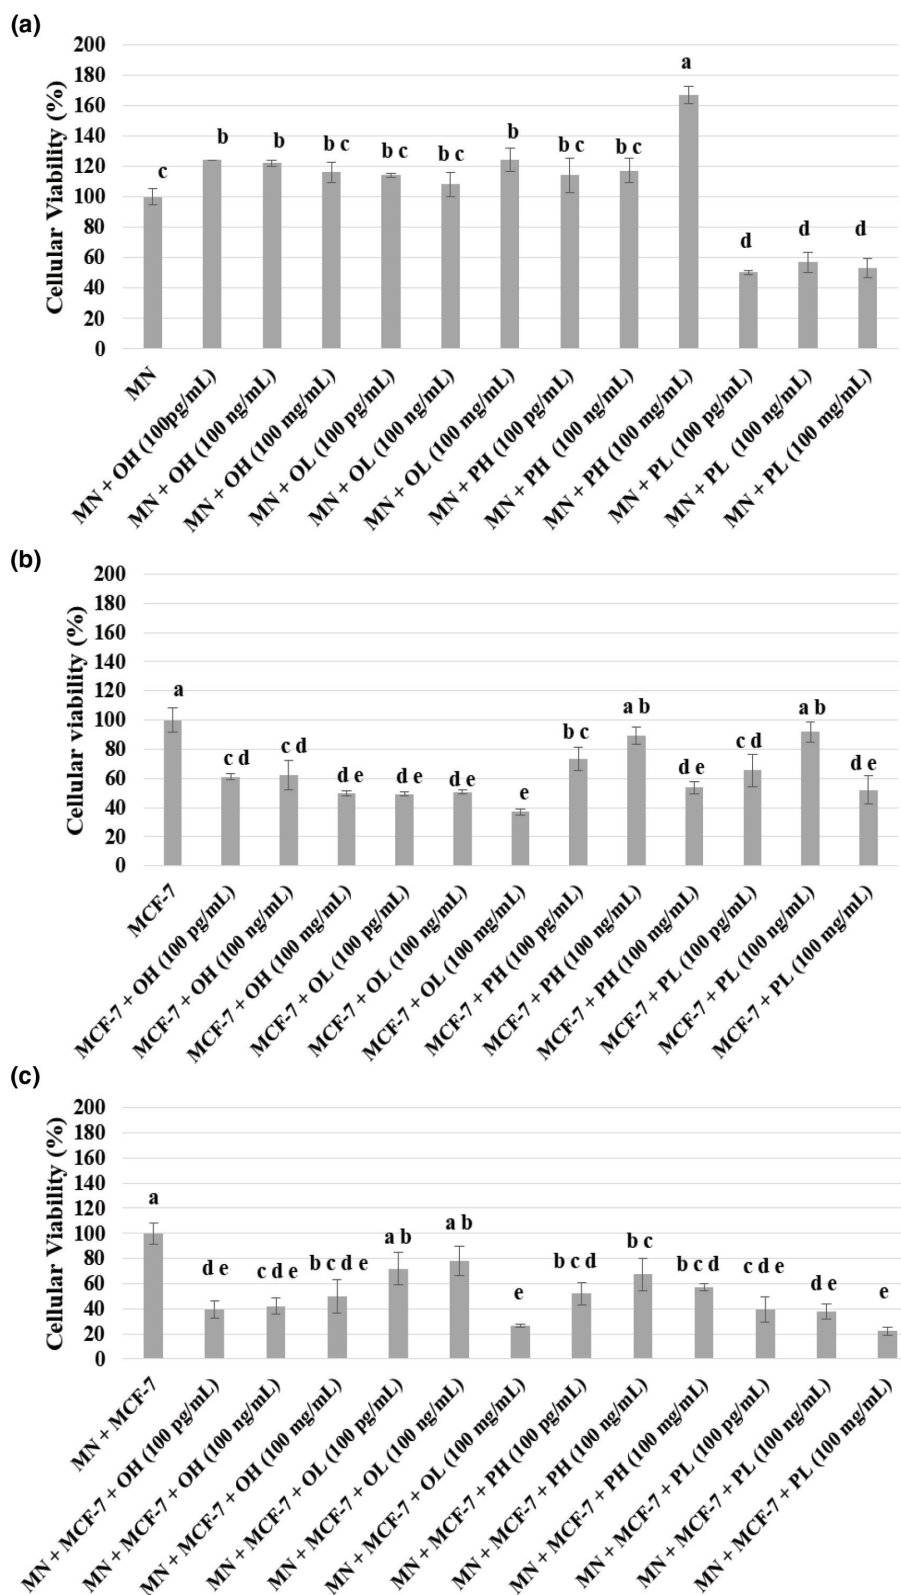 (a)
200
180
160
140
120
100
80
60
40
20
0
Cellular Viability (%)
c
b
b
b c
b c
b c
b
b c
b c
a
d
d
d
MN
MN + OH (100pg/mL)
MN + OH (100 ng/mL)
MN + OH (100 mg/mL)
MN + OL (100 pg/mL)
MN + OL (100 ng/mL)
MN + OL (100 mg/mL)
MN + PH (100 pg/mL)
MN + PH (100 ng/mL)
MN + PH (100 mg/mL)
MN + PL (100 pg/mL)
MN + PL (100 ng/mL)
MN + PL (100 mg/mL)
(b)
200
180
160
140
120
100
80
60
40
20
0
Cellular viability (%)
a
c d
c d
d e
d e
d e
e
b c
a b
d e
c d
a b
d e
MCF-7
MCF-7 + OH (100 pg/mL)
MCF-7 + OH (100 ng/mL)
MCF-7 + OH (100 mg/mL)
MCF-7 + OL (100 pg/mL)
MCF-7 + OL (100 ng/mL)
MCF-7 + OL (100 mg/mL)
MCF-7 + PH (100 pg/mL)
MCF-7 + PH (100 ng/mL)
MCF-7 + PH (100 mg/mL)
MCF-7 + PL (100 pg/mL)
MCF-7 + PL (100 ng/mL)
MCF-7 + PL (100 mg/mL)
(c)
200
180
160
140
120
100
80
60
40
20
0
Cellular Viability (%)
a
d e
c d e
b c d e
a b
a b
e
b c d
b c
b c d
c d e
d e
e
MN + MCF-7
MN + MCF-7 + OH (100 pg/mL)
MN + MCF-7 + OH (100 ng/mL)
MN + MCF-7 + OH (100 mg/mL)
MN + MCF-7 + OL (100 pg/mL)
MN + MCF-7 + OL (100 ng/mL)
MN + MCF-7 + OL (100 mg/mL)
MN + MCF-7 + PH (100 pg/mL)
MN + MCF-7 + PH (100 ng/mL)
MN + MCF-7 + PH (100 mg/mL)
MN + MCF-7 + PL (100 pg/mL)
MN + MCF-7 + PL (100 ng/mL)
MN + MCF-7 + PL (100 mg/mL)